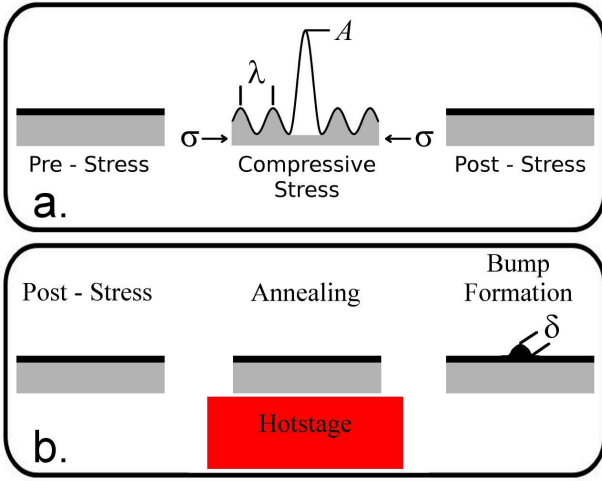 A
λ
σ
σ
Pre - Stress
Compressive
Stress
Post - Stress
a.
Post - Stress
Annealing
Bump
Formation
δ
Hotstage
b.